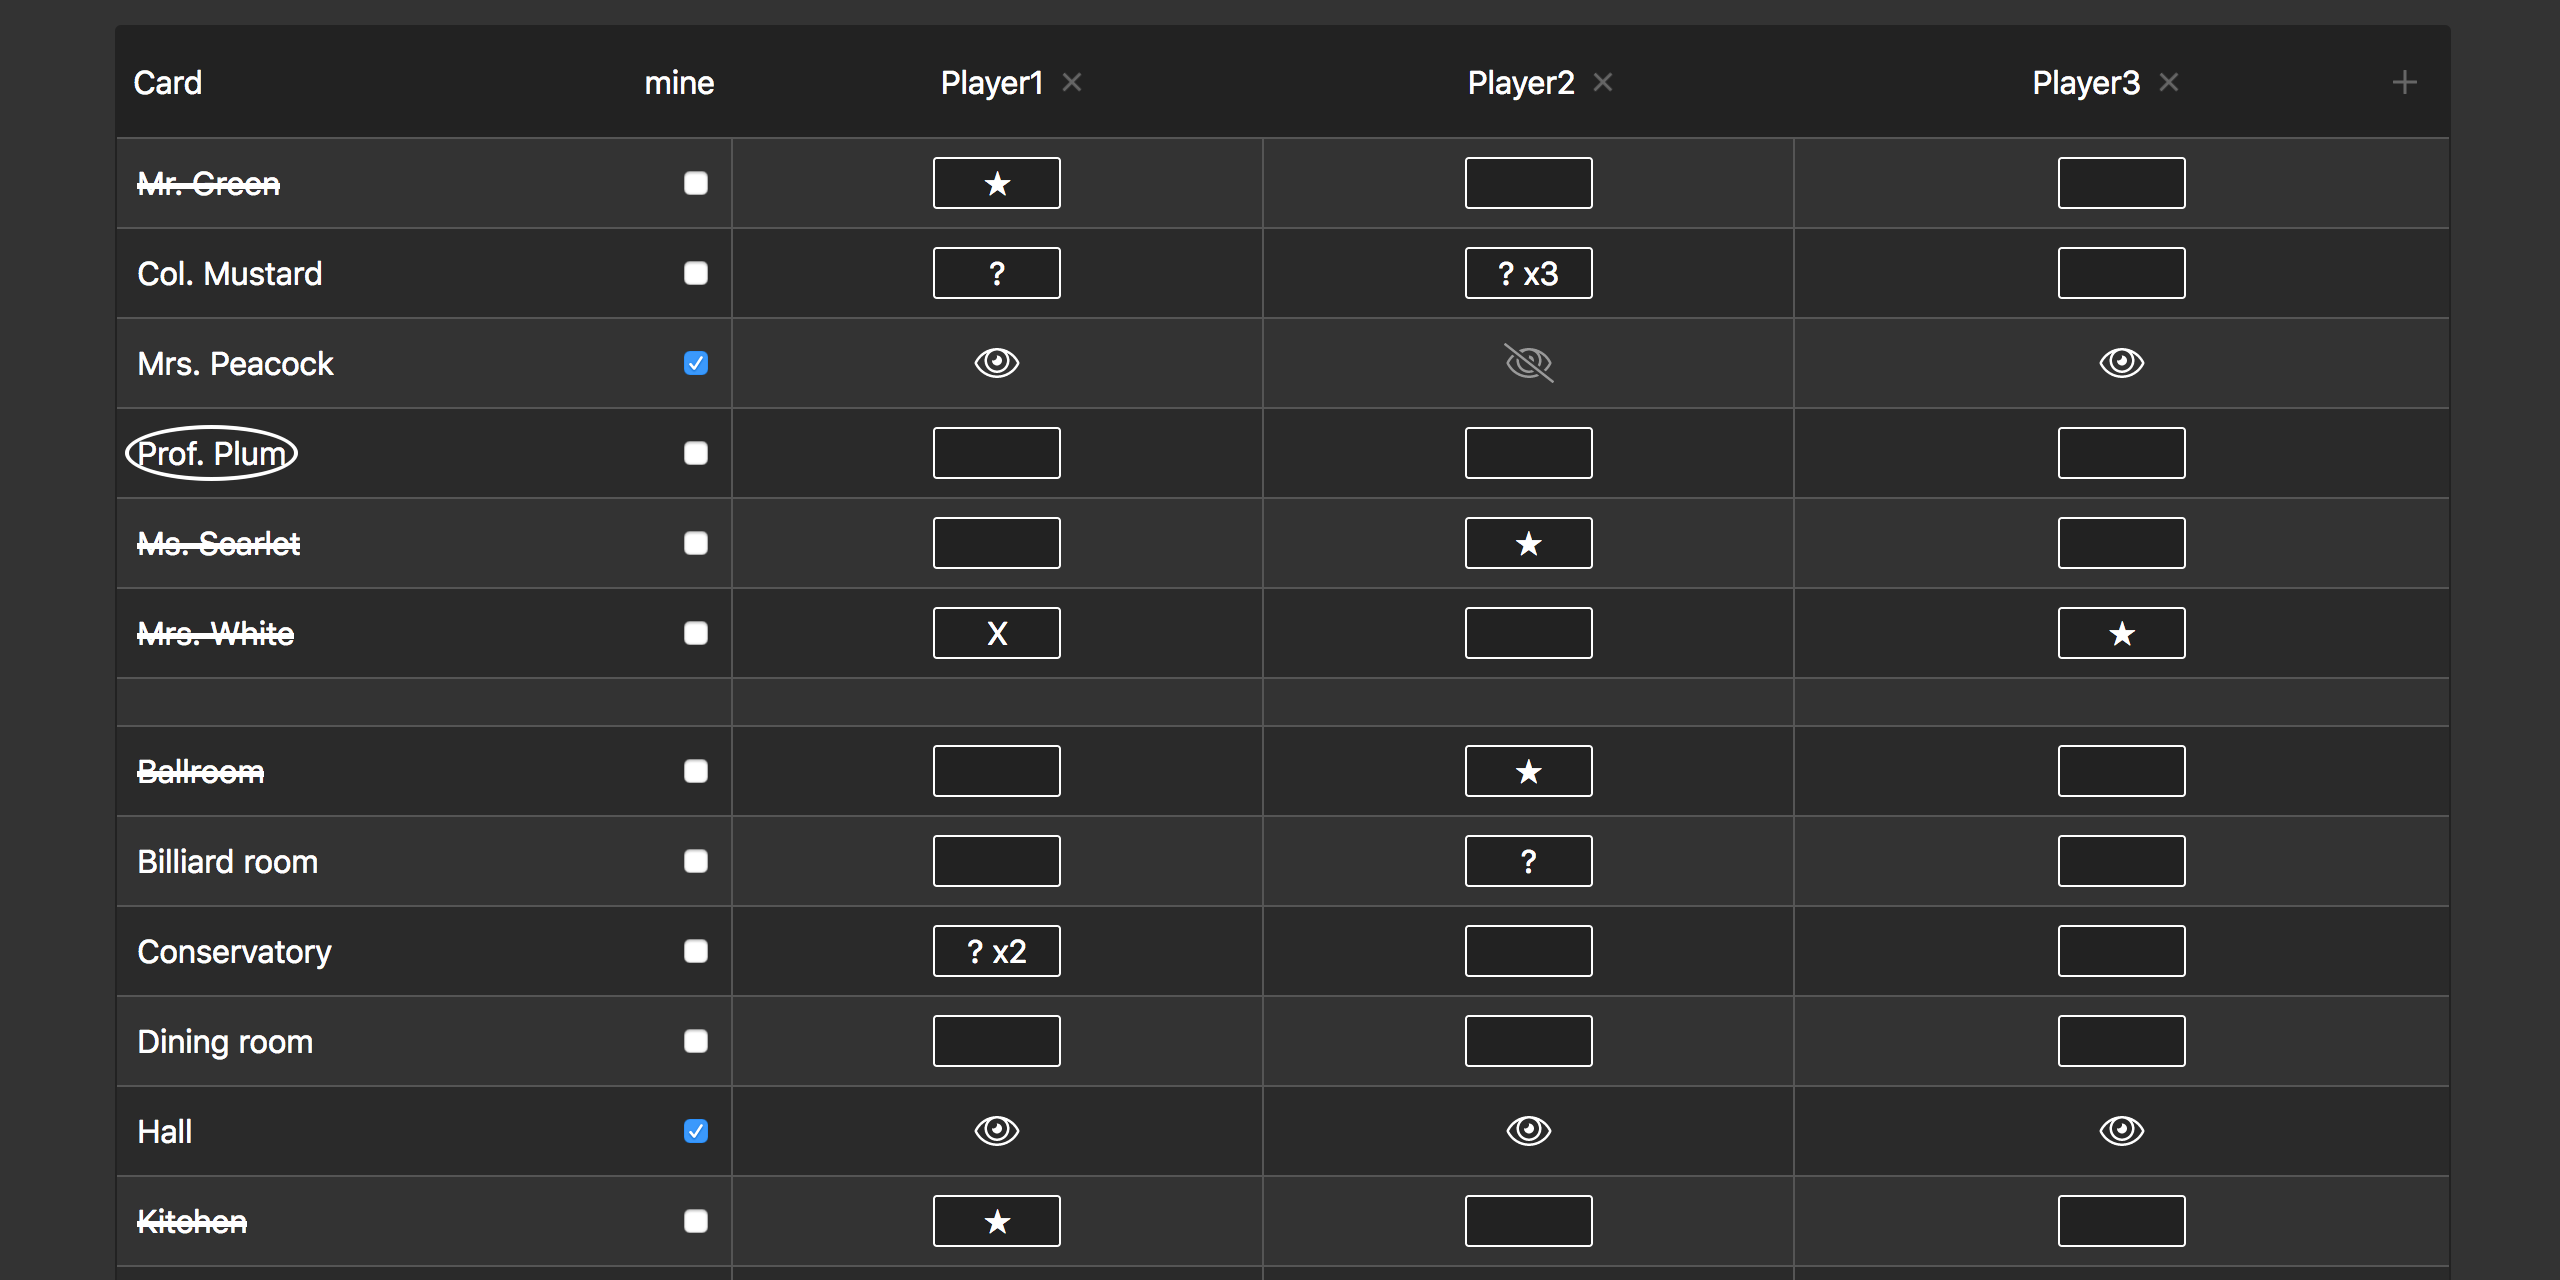 Card mine Player1 × Player2 × Player3 × +
Mr. Green ★
Col. Mustard ? ? x3
Mrs. Peacock
Prof. Plum
Ms. Scarlet ★
Mrs. White X ★
Ballroom ★
Billiard room ?
Conservatory ? x2
Dining room
Hall
Kitchen ★